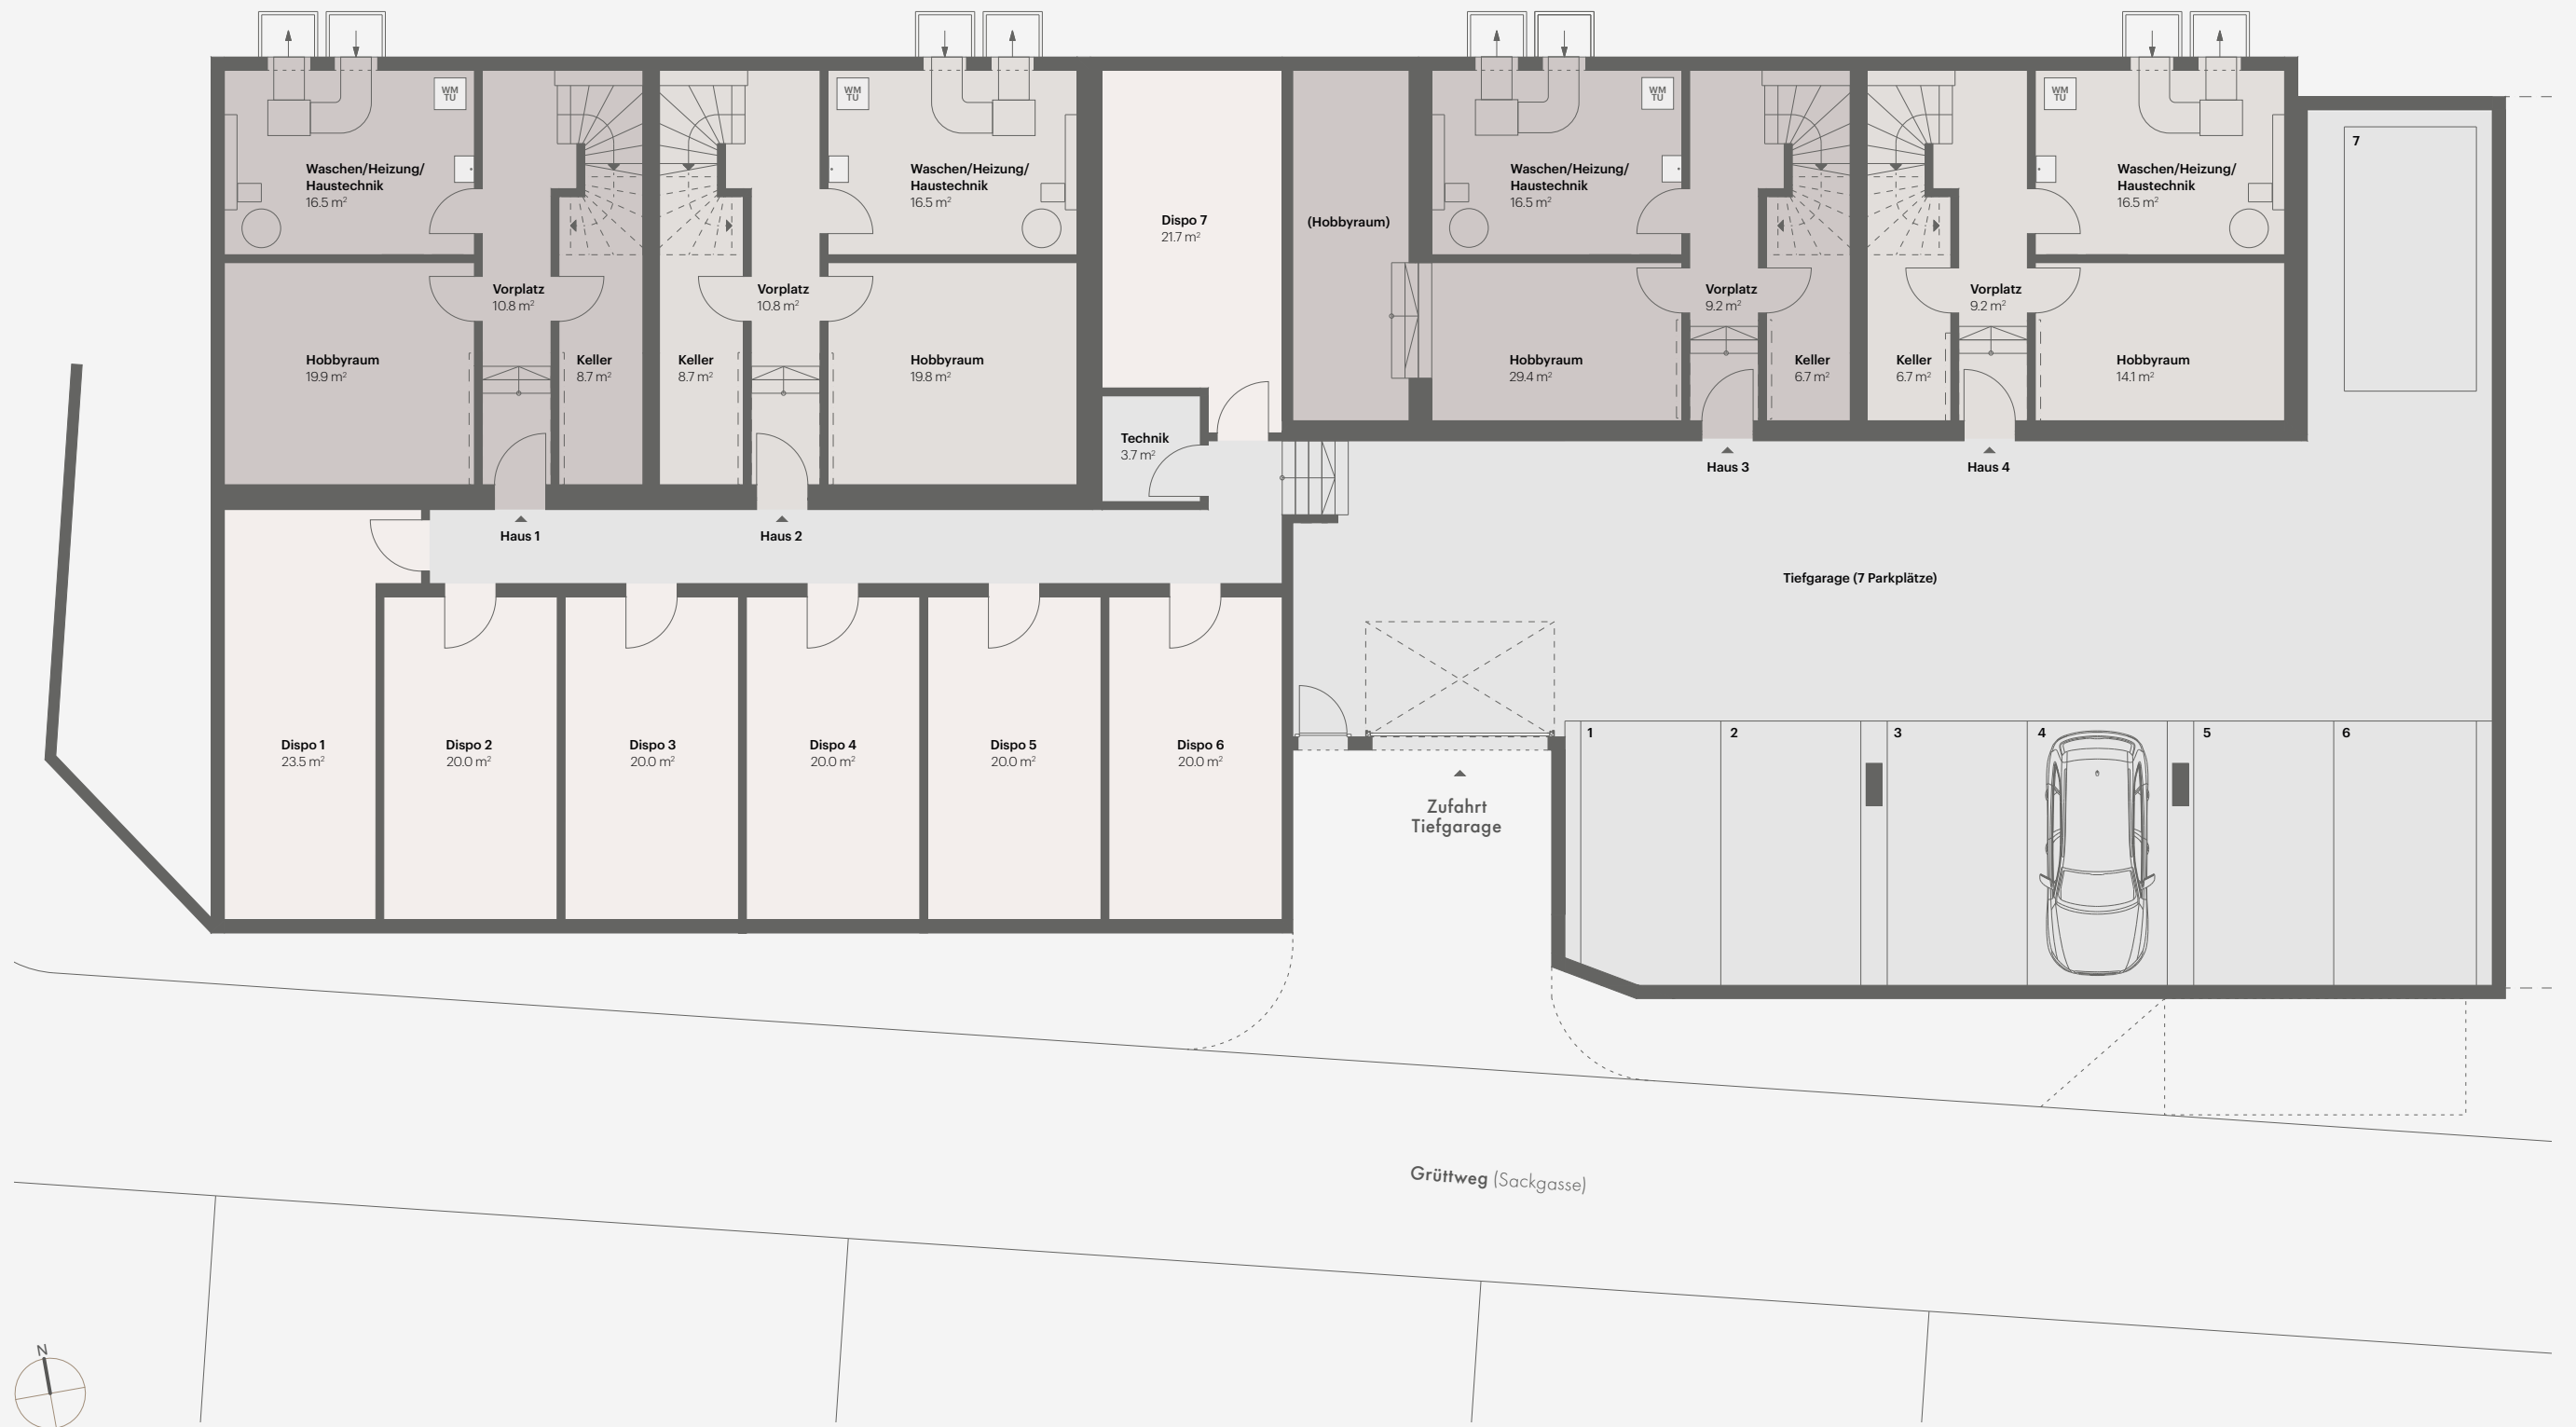 WM
TU
Waschen/Heizung/
Haustechnik
16.5 m²
Hobbyraum
19.9 m²
Vorplatz
10.8 m²
Keller
8.7 m²
Keller
8.7 m²
Vorplatz
10.8 m²
WM
TU
Waschen/Heizung/
Haustechnik
16.5 m²
Hobbyraum
19.8 m²
Dispo 7
21.7 m²
Technik
3.7 m²
(Hobbyraum)
WM
TU
Waschen/Heizung/
Haustechnik
16.5 m²
Hobbyraum
29.4 m²
Vorplatz
9.2 m²
Keller
6.7 m²
Keller
6.7 m²
Vorplatz
9.2 m²
WM
TU
Waschen/Heizung/
Haustechnik
16.5 m²
Hobbyraum
14.1 m²
7
Haus 1
Haus 2
Haus 3
Haus 4
Tiefgarage (7 Parkplätze)
Dispo 1
23.5 m²
Dispo 2
20.0 m²
Dispo 3
20.0 m²
Dispo 4
20.0 m²
Dispo 5
20.0 m²
Dispo 6
20.0 m²
Zufahrt
Tiefgarage
1
2
3
4
5
6
Grüttweg (Sackgasse)
N